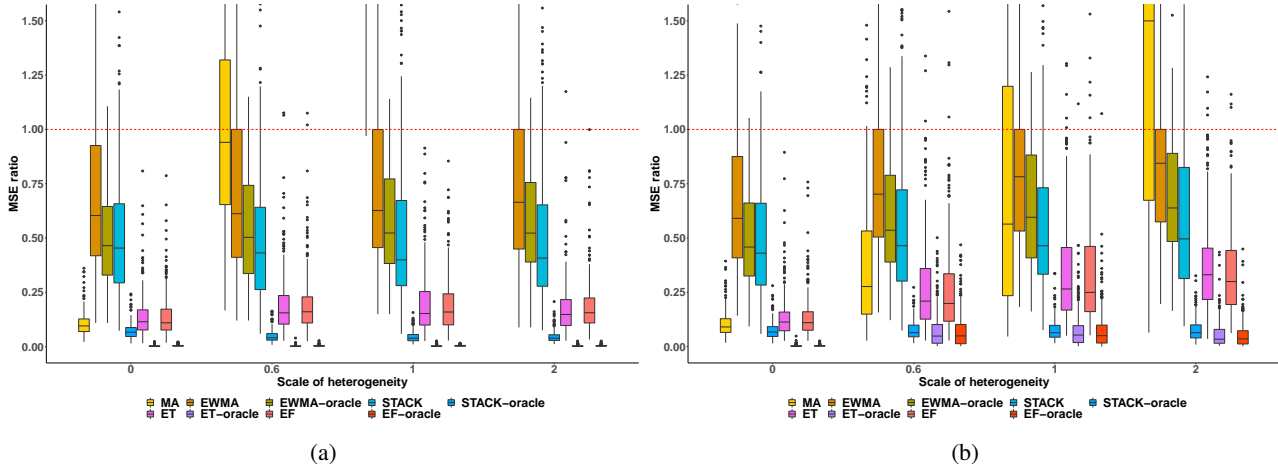 1.50
1.25
1.00
0.75
0.50
0.25
0.00
MSE ratio
0 0.6 1 2
Scale of heterogeneity
MA EWMA EWMA-oracle STACK STACK-oracle
ET ET-oracle EF EF-oracle
(a)
1.50
1.25
1.00
0.75
0.50
0.25
0.00
MSE ratio
0 0.6 1 2
Scale of heterogeneity
MA EWMA EWMA-oracle STACK STACK-oracle
ET ET-oracle EF EF-oracle
(b)